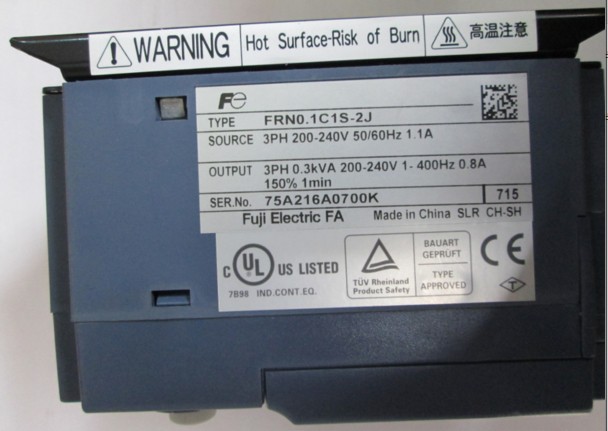 WARNING Hot Surface-Risk of Burn 高温注意
Fe
TYPE FRN0.1C1S-2J
SOURCE 3PH 200-240V 50/60Hz 1.1A
OUTPUT 3PH 0.3kVA 200-240V 1-400Hz 0.8A
150% 1min
SER.No. 75A216A0700K 715
Fuji Electric FA Made in China SLR CH-SH
C UL US LISTED
7B98 IND.CONT.EQ.
TÜV Rheinland
Product Safety
BAUART
GEPRÜFT
TYPE
APPROVED
CE
T